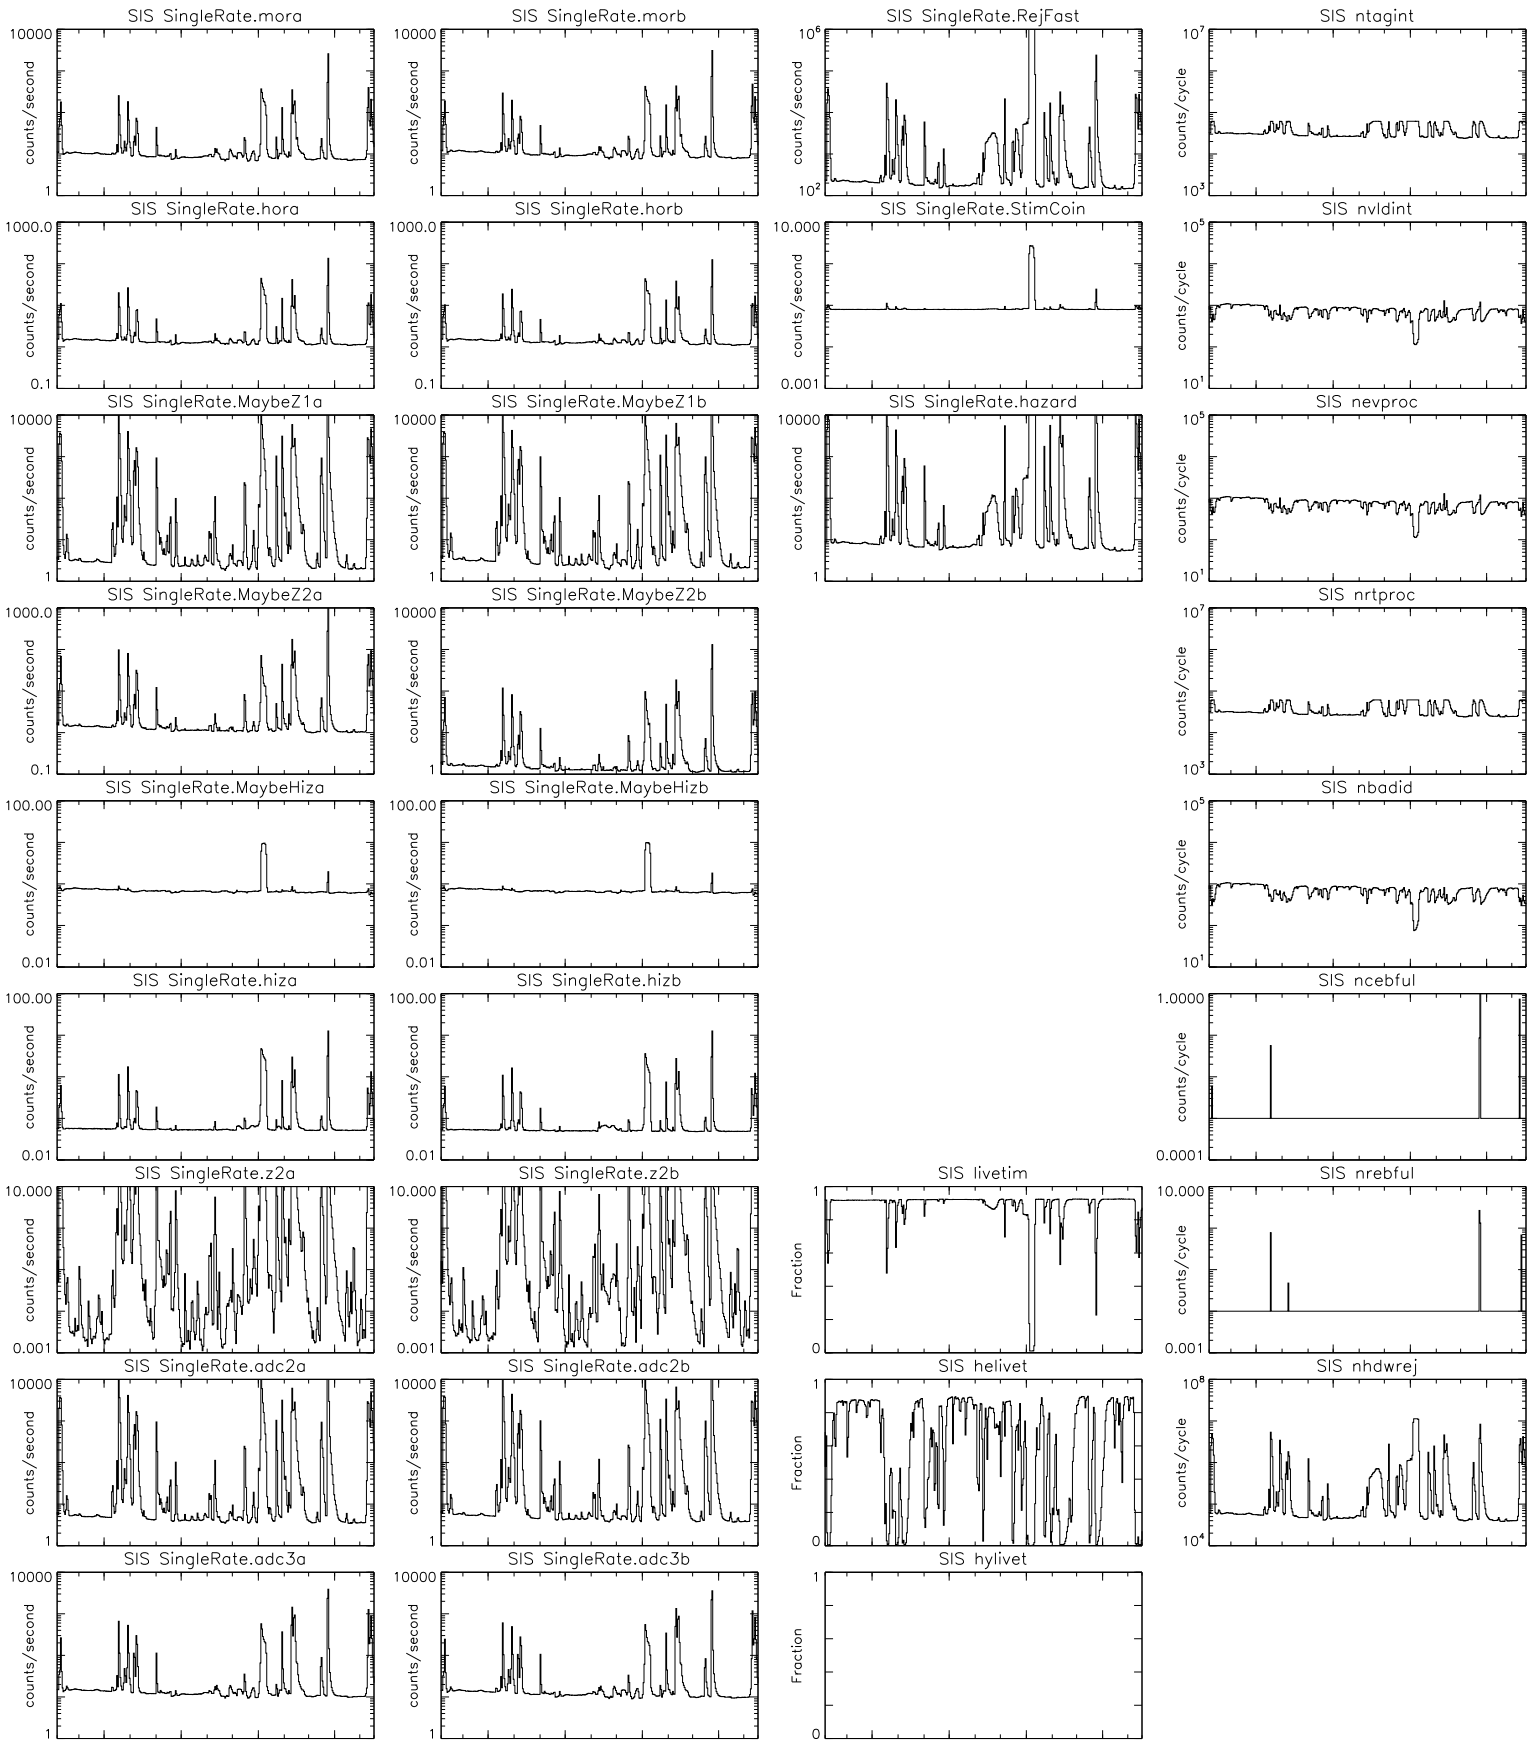 SIS SingleRate.mora
10000
counts/second
1
SIS SingleRate.morb
10000
counts/second
1
SIS SingleRate.RejFast
10^6
counts/second
10^2
SIS ntagint
10^7
counts/cycle
10^3
SIS SingleRate.hora
1000.0
counts/second
0.1
SIS SingleRate.horb
1000.0
counts/second
0.1
SIS SingleRate.StimCoin
10.000
counts/second
0.001
SIS nvldint
10^5
counts/cycle
10^1
SIS SingleRate.MaybeZ1a
10000
counts/second
1
SIS SingleRate.MaybeZ1b
10000
counts/second
1
SIS SingleRate.hazard
10000
counts/second
1
SIS nevproc
10^5
counts/cycle
10^1
SIS SingleRate.MaybeZ2a
1000.0
counts/second
0.1
SIS SingleRate.MaybeZ2b
10000
counts/second
1
SIS nrtproc
10^7
counts/cycle
10^3
SIS SingleRate.MaybeHiza
100.00
counts/second
0.01
SIS SingleRate.MaybeHizb
100.00
counts/second
0.01
SIS nbadid
10^5
counts/cycle
10^1
SIS SingleRate.hiza
100.00
counts/second
0.01
SIS SingleRate.hizb
100.00
counts/second
0.01
SIS ncebful
1.0000
counts/cycle
0.0001
SIS SingleRate.z2a
10.000
counts/second
0.001
SIS SingleRate.z2b
10.000
counts/second
0.001
SIS livetim
1
Fraction
0
SIS nrebful
10.000
counts/cycle
0.001
SIS SingleRate.adc2a
10000
counts/second
1
SIS SingleRate.adc2b
10000
counts/second
1
SIS helivet
1
Fraction
0
SIS nhdwrej
10^8
counts/cycle
10^4
SIS SingleRate.adc3a
10000
counts/second
1
SIS SingleRate.adc3b
10000
counts/second
1
SIS hylivet
1
Fraction
0